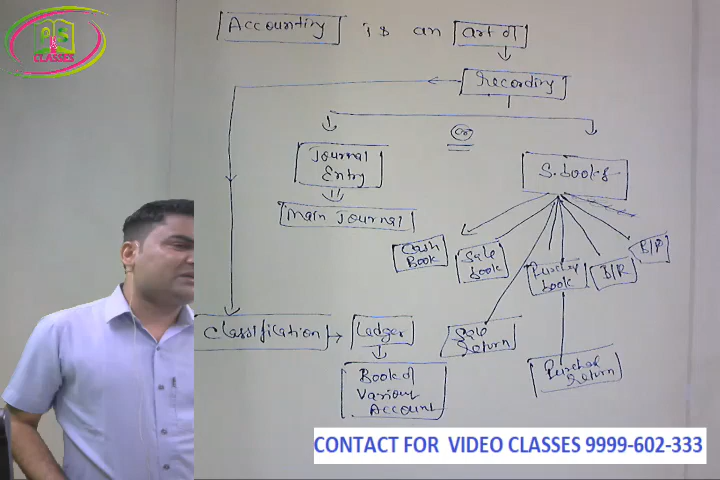 CLASSES
Accounting is an art of
Recording
or
Journal
Entry
S. books
Main Journal
Cash
Book
Sale
book
Purchase
book
B/R
B/P
Classification
Ledger
Sale
Return
Purchase
Return
Book of
Various
Account
CONTACT FOR VIDEO CLASSES 9999-602-333